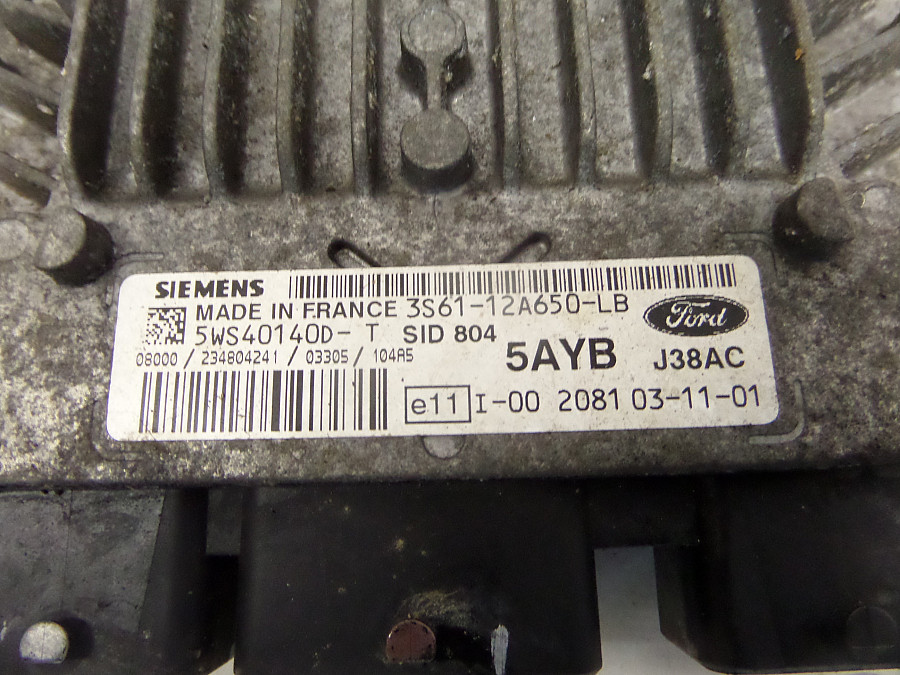 SIEMENS
MADE IN FRANCE 3S61-12A650-LB
Ford
5WS40140D- T SID 804
08000 / 234804241 / 03305 / 104A5
5AYB J38AC
e11 I-00 2081 03-11-01